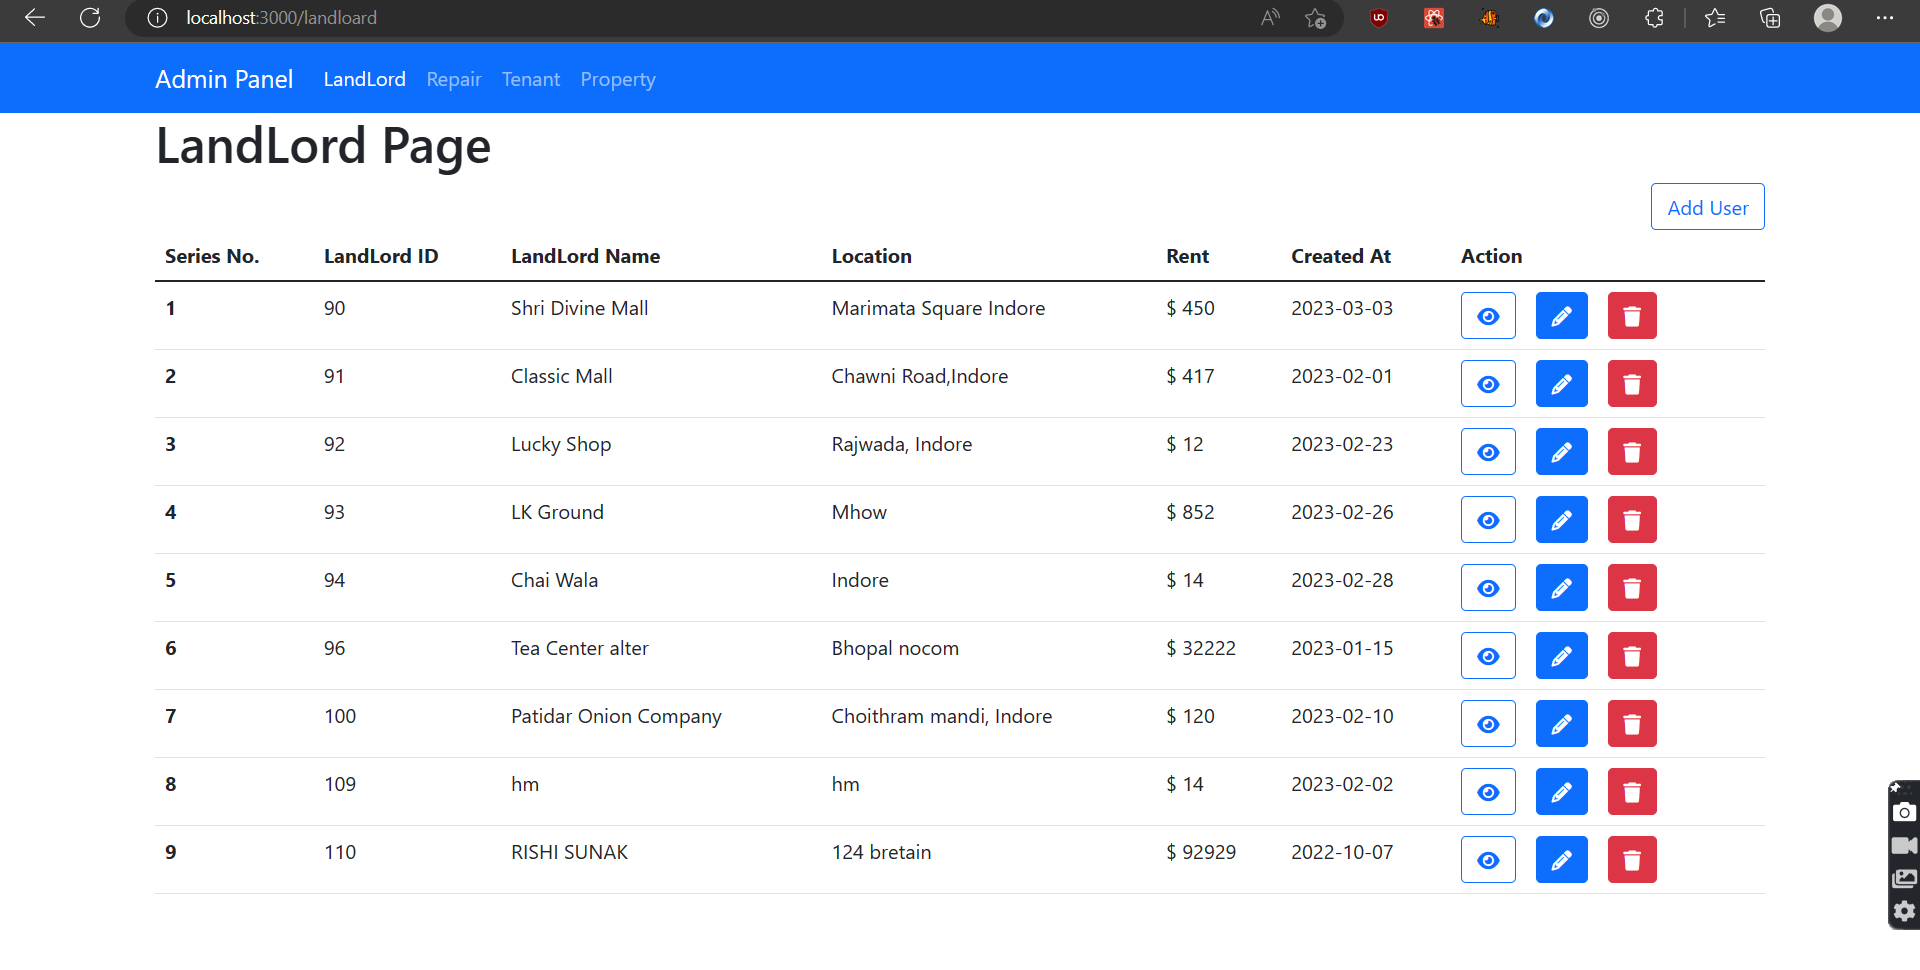 localhost:3000/landloard
Admin Panel LandLord Repair Tenant Property
LandLord Page
Add User
Series No. LandLord ID LandLord Name Location Rent Created At Action
1 90 Shri Divine Mall Marimata Square Indore $ 450 2023-03-03
2 91 Classic Mall Chawni Road,Indore $ 417 2023-02-01
3 92 Lucky Shop Rajwada, Indore $ 12 2023-02-23
4 93 LK Ground Mhow $ 852 2023-02-26
5 94 Chai Wala Indore $ 14 2023-02-28
6 96 Tea Center alter Bhopal nocom $ 32222 2023-01-15
7 100 Patidar Onion Company Choithram mandi, Indore $ 120 2023-02-10
8 109 hm hm $ 14 2023-02-02
9 110 RISHI SUNAK 124 bretain $ 92929 2022-10-07